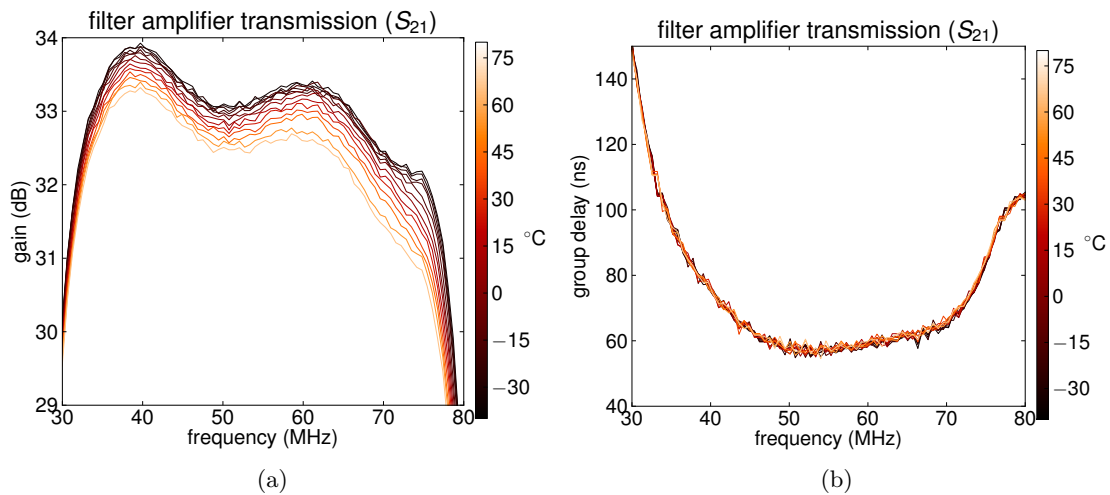 filter amplifier transmission (S21)
34
33
32
31
30
29
gain (dB)
30 40 50 60 70 80
frequency (MHz)
75
60
45
30
15
0
−15
−30
°C
(a)
filter amplifier transmission (S21)
140
120
100
80
60
40
group delay (ns)
30 40 50 60 70 80
frequency (MHz)
75
60
45
30
15
0
−15
−30
°C
(b)